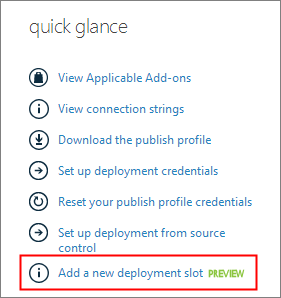 quick glance
View Applicable Add-ons
View connection strings
Download the publish profile
Set up deployment credentials
Reset your publish profile credentials
Set up deployment from source
control
Add a new deployment slot PREVIEW